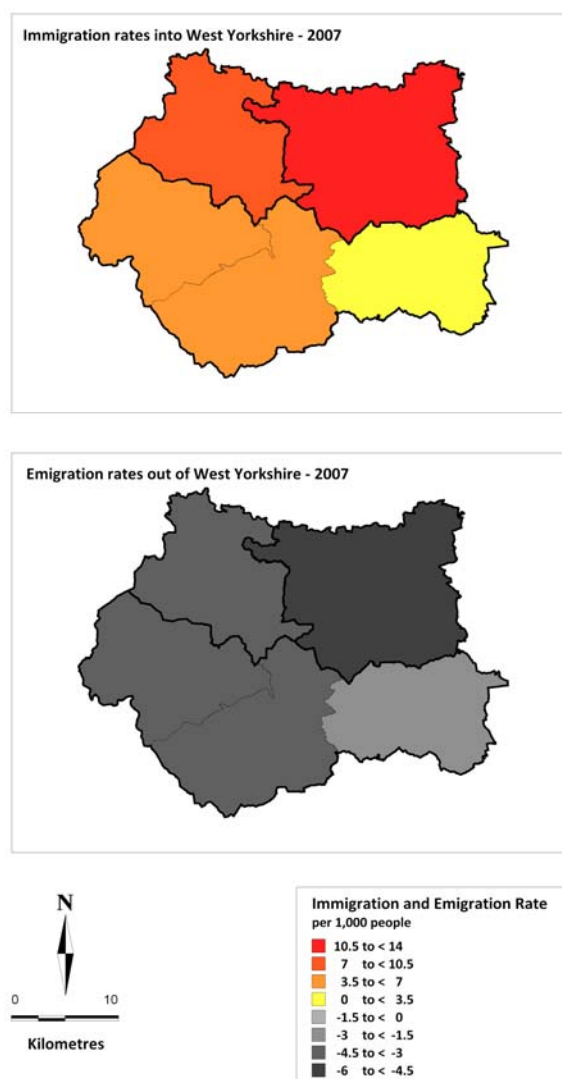 Immigration rates into West Yorkshire - 2007
Emigration rates out of West Yorkshire - 2007
N
0 10
Kilometres
Immigration and Emigration Rate
per 1,000 people
10.5 to < 14
7 to < 10.5
3.5 to < 7
0 to < 3.5
-1.5 to < 0
-3 to < -1.5
-4.5 to < -3
-6 to < -4.5